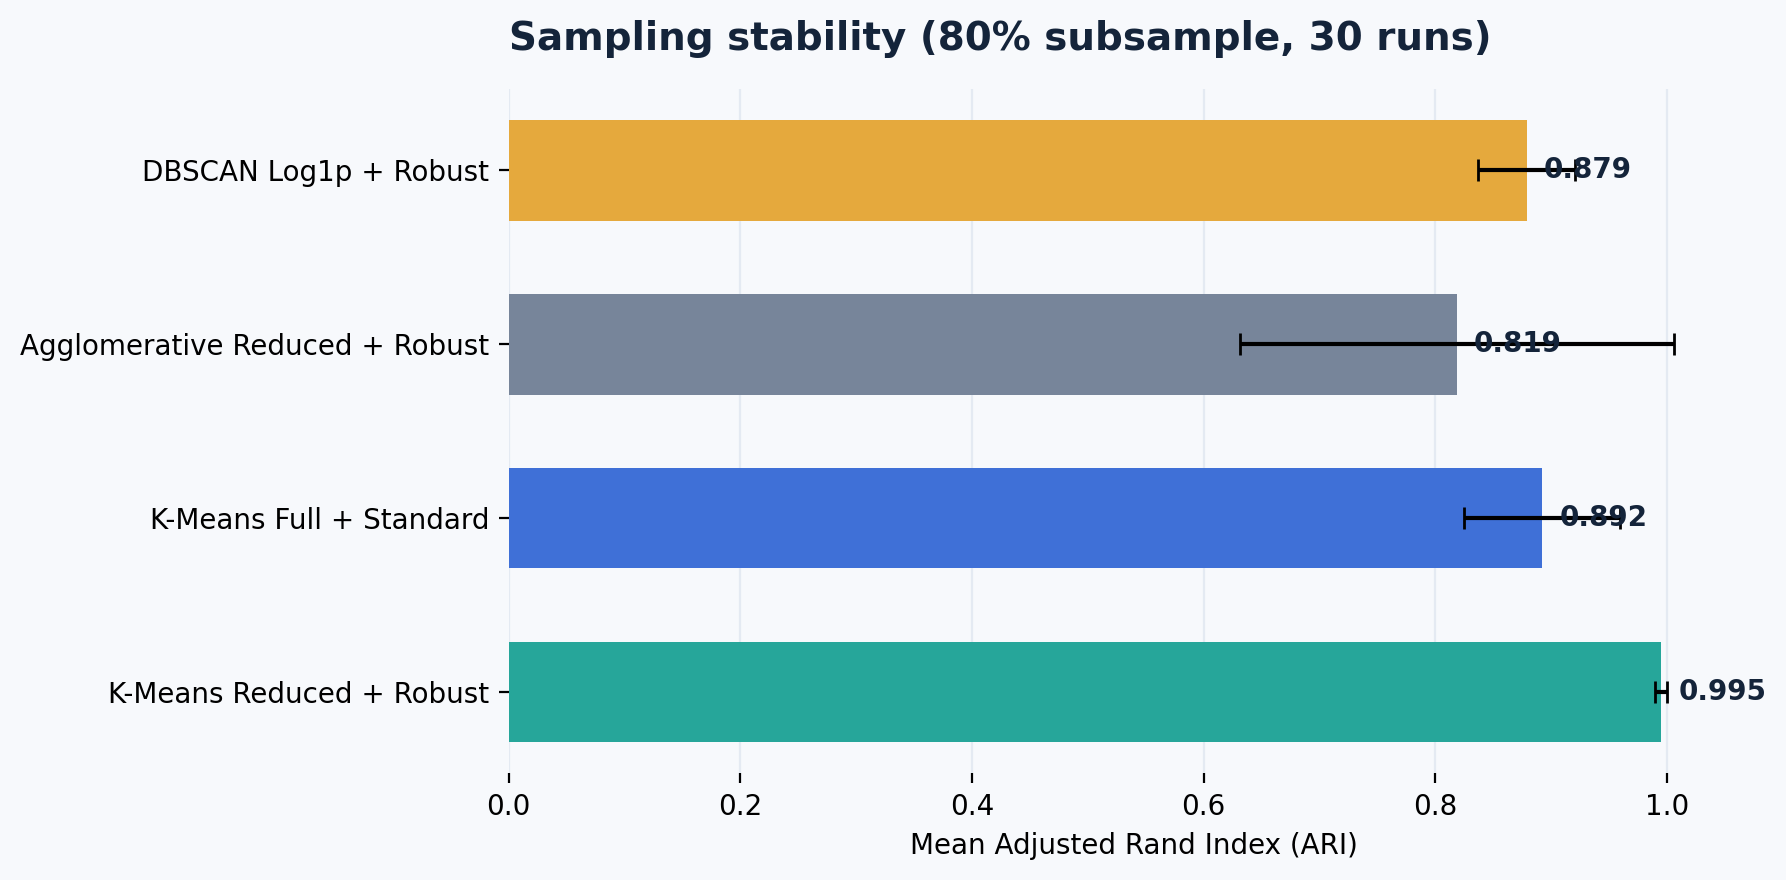 Sampling stability (80% subsample, 30 runs)
DBSCAN Log1p + Robust
0.879
Agglomerative Reduced + Robust
0.819
K-Means Full + Standard
0.892
K-Means Reduced + Robust
0.995
0.0 0.2 0.4 0.6 0.8 1.0
Mean Adjusted Rand Index (ARI)